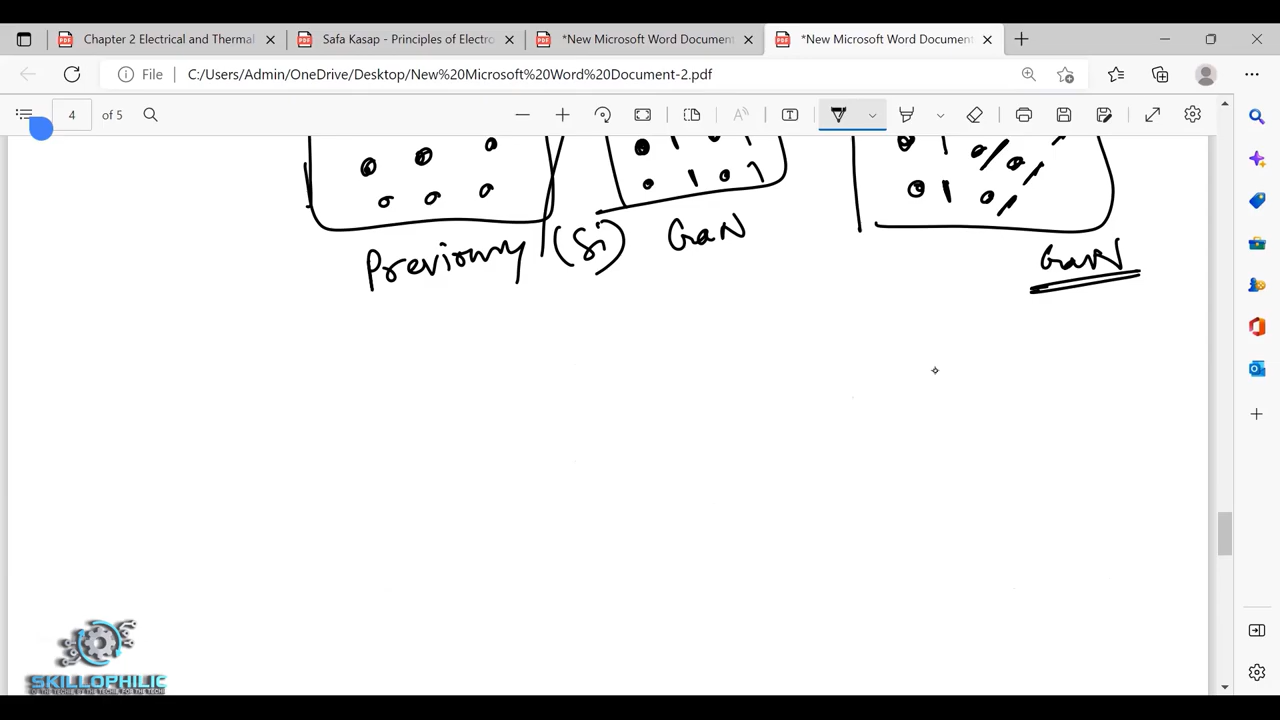 Chapter 2 Electrical and Thermal
Safa Kasap - Principles of Electro
*New Microsoft Word Document
*New Microsoft Word Document
File
C:/Users/Admin/OneDrive/Desktop/New%20Microsoft%20Word%20Document-2.pdf
4 of 5
Previously (Si) GaN
GaN
SKILLOPHILIC